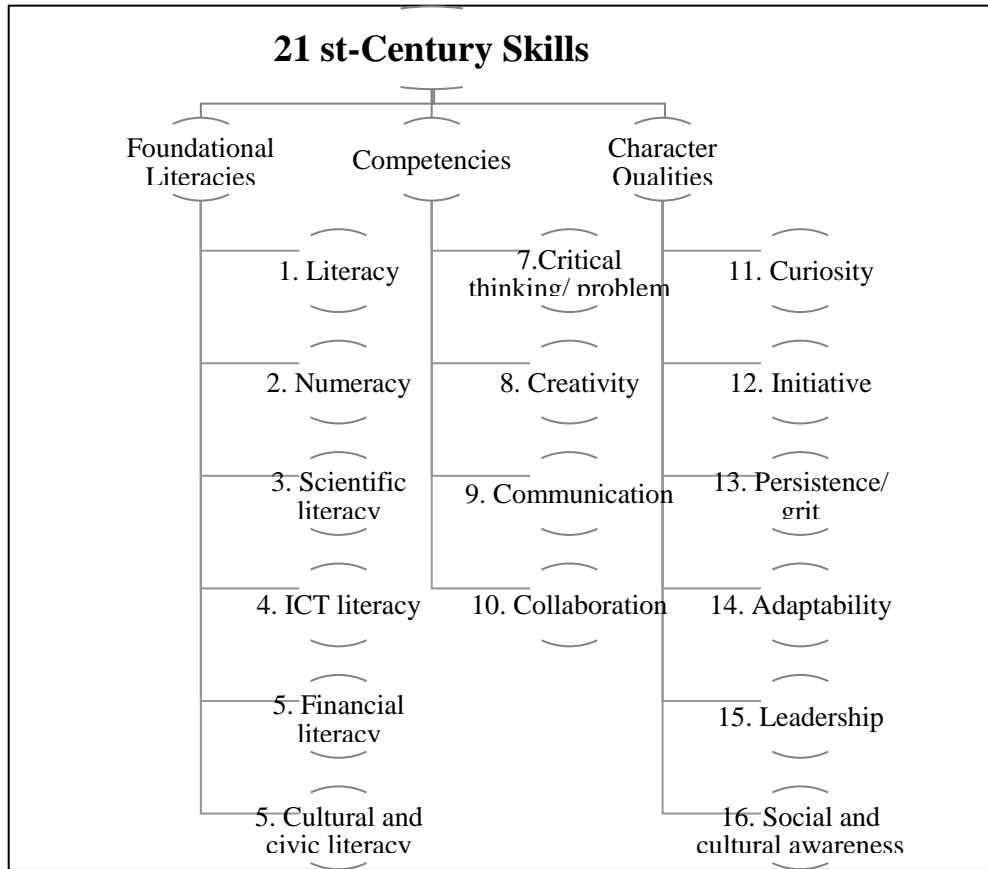 21 st-Century Skills
Foundational
Literacies
Competencies
Character
Qualities
1. Literacy
2. Numeracy
3. Scientific
literacy
4. ICT literacy
5. Financial
literacy
5. Cultural and
civic literacy
7.Critical
thinking/ problem
8. Creativity
9. Communication
10. Collaboration
11. Curiosity
12. Initiative
13. Persistence/
grit
14. Adaptability
15. Leadership
16. Social and
cultural awareness